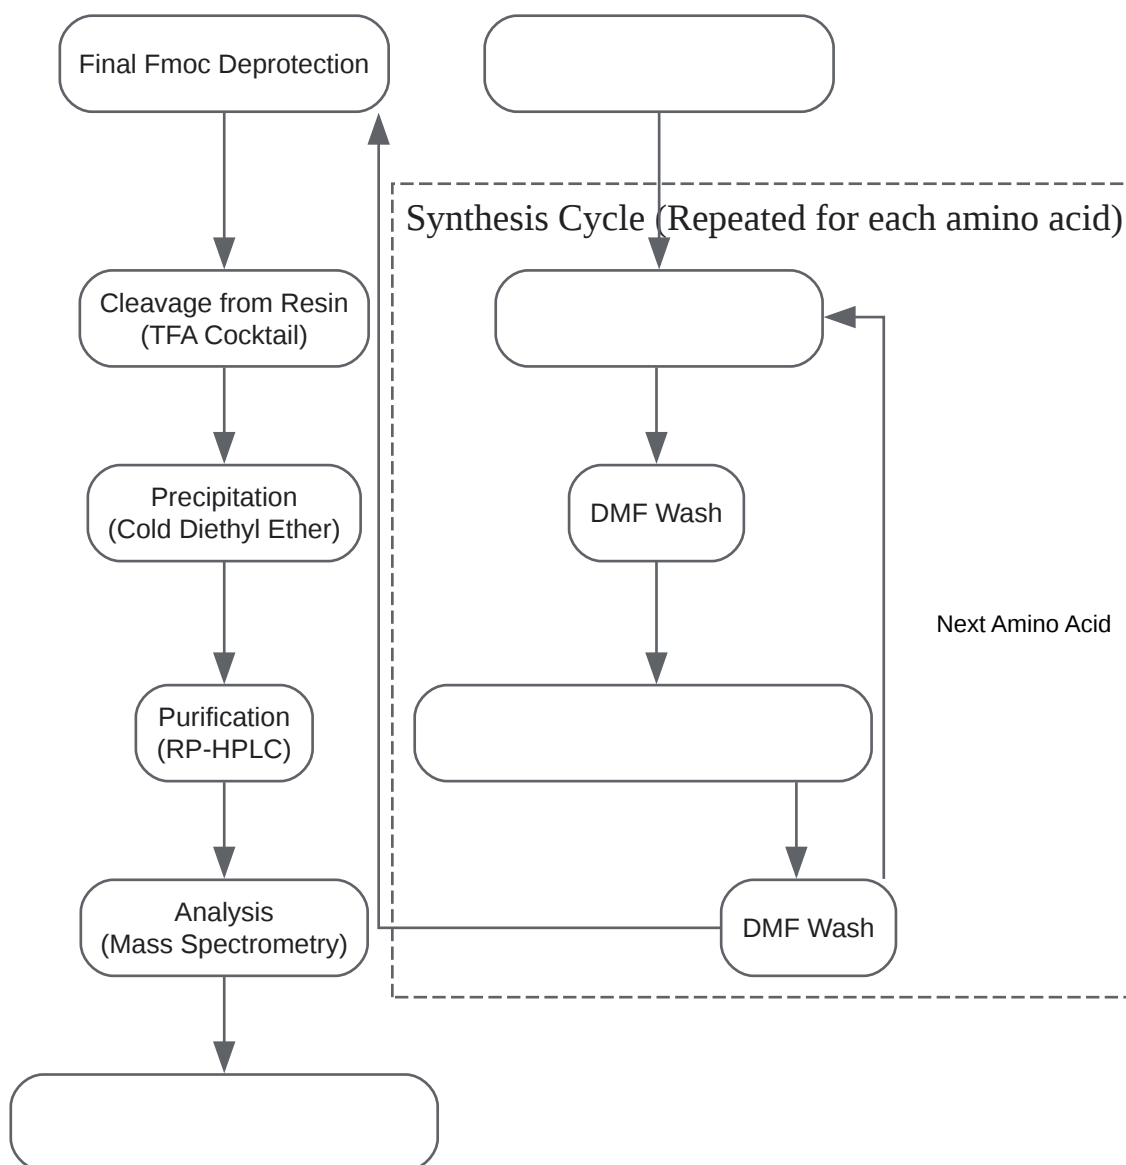 Final Fmoc Deprotection
Synthesis Cycle (Repeated for each amino acid)
Cleavage from Resin
(TFA Cocktail)
Precipitation
(Cold Diethyl Ether)
DMF Wash
Next Amino Acid
Purification
(RP-HPLC)
Analysis
(Mass Spectrometry)
DMF Wash